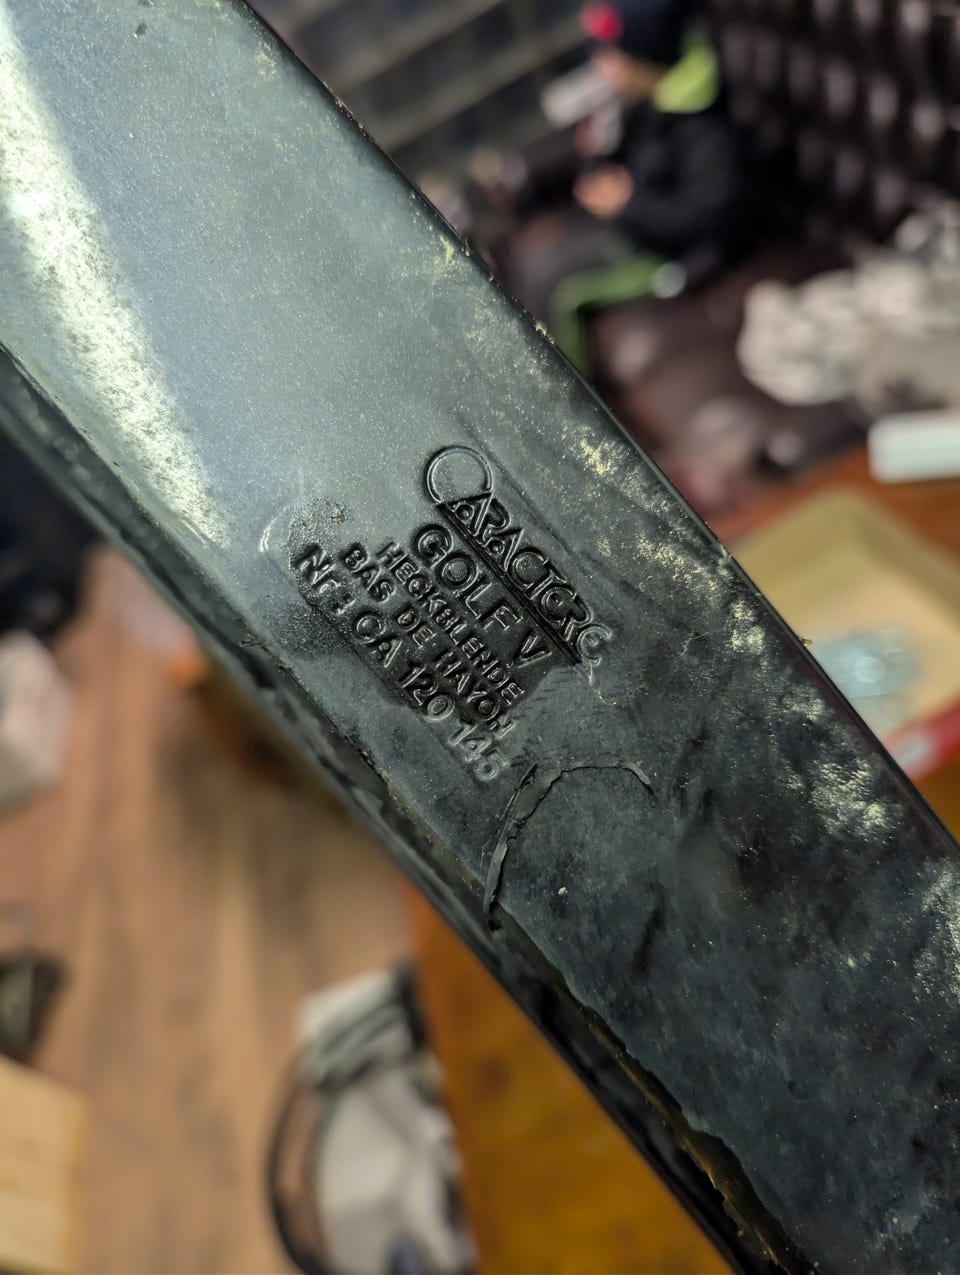 CARACTERE
GOLF V
HECKBLENDE
BAS DE HAYON
Nr: CA 120 145